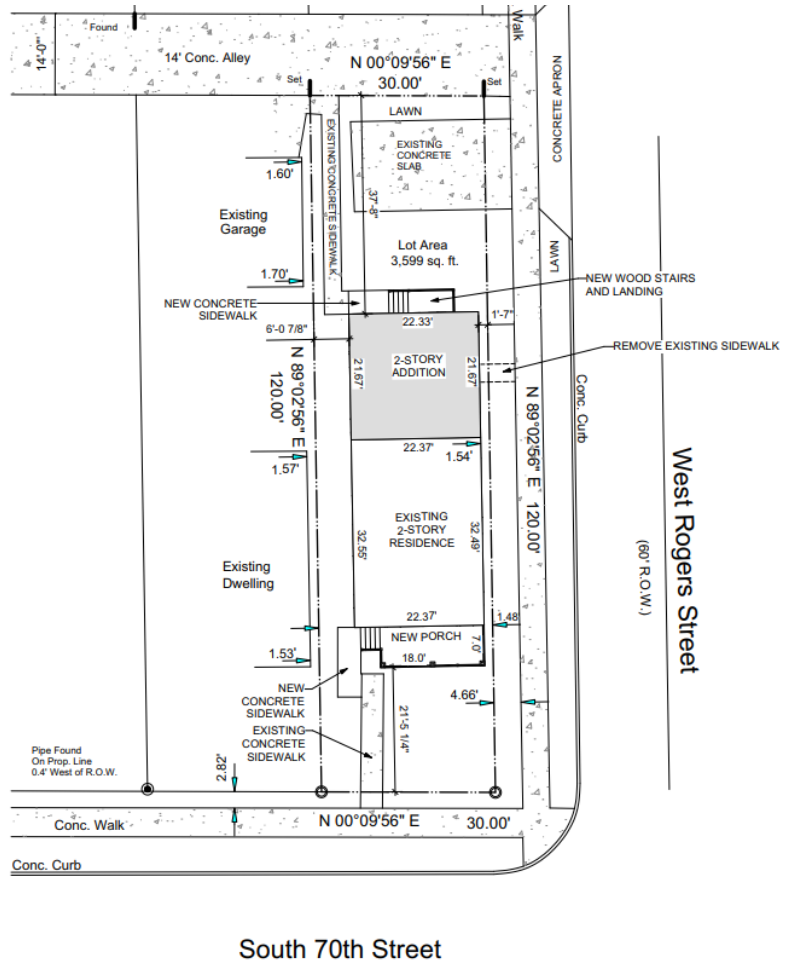 Found
14' Conc. Alley
14'-0"
N 00°09'56" E
30.00'
Walk
Set
Set
LAWN
CONCRETE APRON
EXISTING CONCRETE SIDEWALK
EXISTING
CONCRETE
SLAB
1.60'
37'-8"
Existing
Garage
Lot Area
3,599 sq. ft.
LAWN
1.70'
NEW WOOD STAIRS
AND LANDING
NEW CONCRETE
SIDEWALK
22.33'
1'-7"
6'-0 7/8"
REMOVE EXISTING SIDEWALK
2-STORY
ADDITION
21.67'
21.67'
N 89°02'56" E
120.00'
Conc. Curb
N 89°02'56" E 120.00'
22.37'
1.54'
1.57'
West Rogers Street
(60' R.O.W.)
EXISTING
2-STORY
RESIDENCE
32.55'
32.49'
Existing
Dwelling
22.37'
1.48'
NEW PORCH
7.0'
18.0'
1.53'
NEW
CONCRETE
SIDEWALK
4.66'
21'-5 1/4"
EXISTING
CONCRETE
SIDEWALK
Pipe Found
On Prop. Line
0.4' West of R.O.W.
2.82'
Conc. Walk
N 00°09'56" E
30.00'
Conc. Curb
South 70th Street